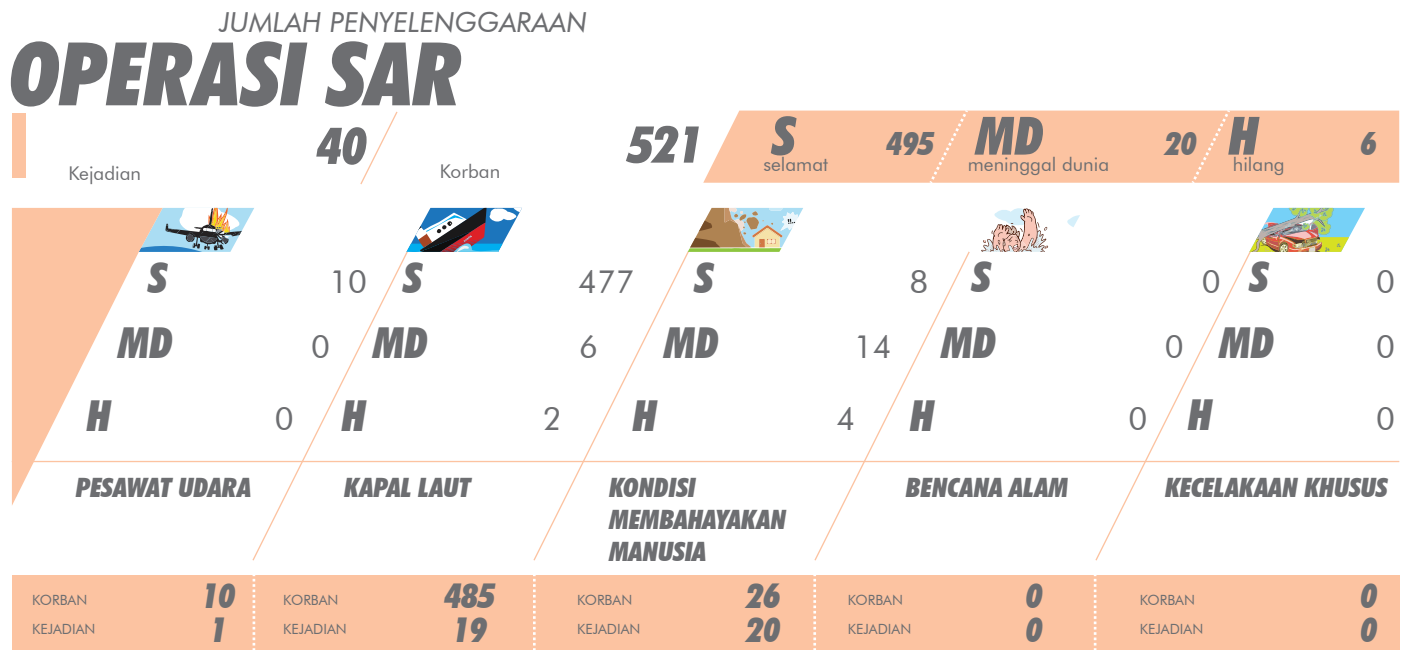 JUMLAH PENYELENGGARAAN
OPERASI SAR
Kejadian 40
Korban 521
S selamat 495
MD meninggal dunia 20
H hilang 6
!!..
S 10 S 477 S 8 S 0 S 0
MD 0 MD 6 MD 14 MD 0 MD 0
H 0 H 2 H 4 H 0 H 0
PESAWAT UDARA
KAPAL LAUT
KONDISI
MEMBAHAYAKAN
MANUSIA
BENCANA ALAM
KECELAKAAN KHUSUS
KORBAN 10 KORBAN 485 KORBAN 26 KORBAN 0 KORBAN 0
KEJADIAN 1 KEJADIAN 19 KEJADIAN 20 KEJADIAN 0 KEJADIAN 0